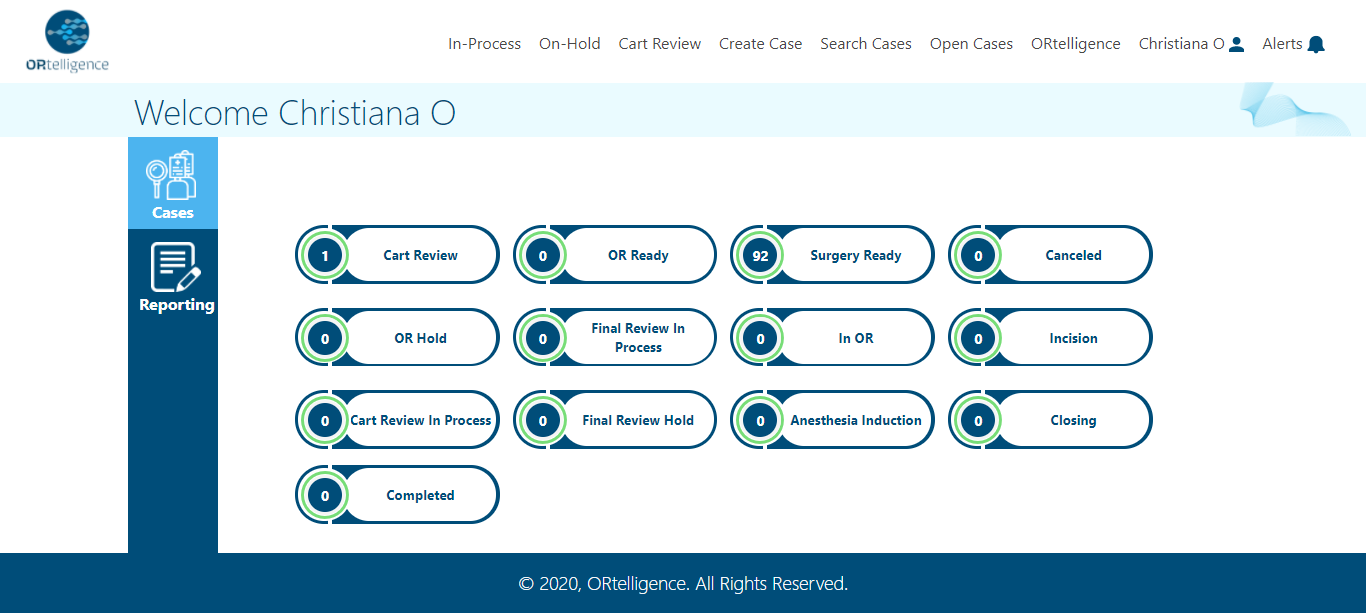 ORtelligence
In-Process On-Hold Cart Review Create Case Search Cases Open Cases ORtelligence Christiana O Alerts
Welcome Christiana O
Cases
Reporting
1 Cart Review
0 OR Ready
92 Surgery Ready
0 Canceled
0 OR Hold
0 Final Review In
Process
0 In OR
0 Incision
0 Cart Review In Process
0 Final Review Hold
0 Anesthesia Induction
0 Closing
0 Completed
© 2020, ORtelligence. All Rights Reserved.